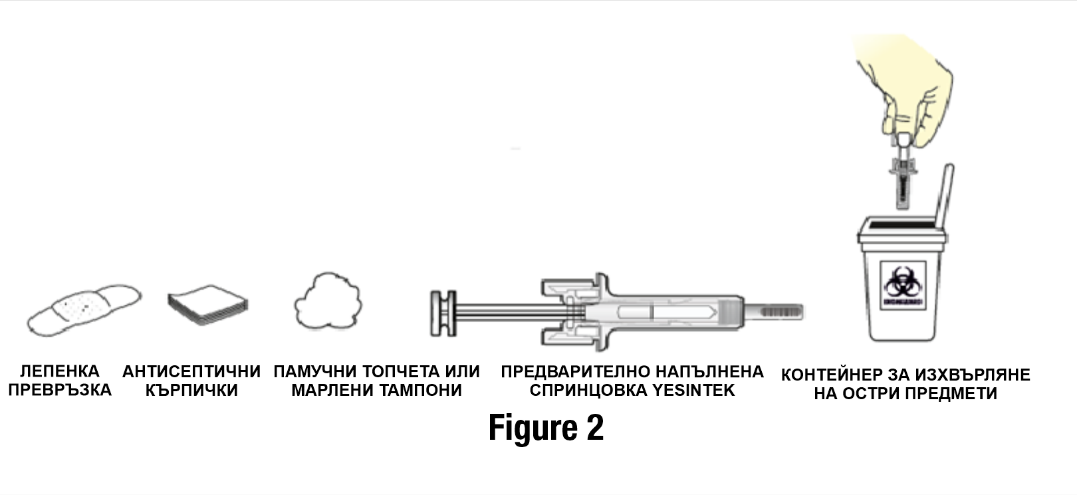 ЛЕПЕНКА
ПРЕВРЪЗКА
АНТИСЕПТИЧНИ
КЪРПИЧКИ
ПАМУЧНИ ТОПЧЕТА ИЛИ
МАРЛЕНИ ТАМПОНИ
ПРЕДВАРИТЕЛНО НАПЪЛНЕНА
СПРИНЦОВКА YESINTEK
КОНТЕЙНЕР ЗА ИЗХВЪРЛЯНЕ
НА ОСТРИ ПРЕДМЕТИ
Figure 2